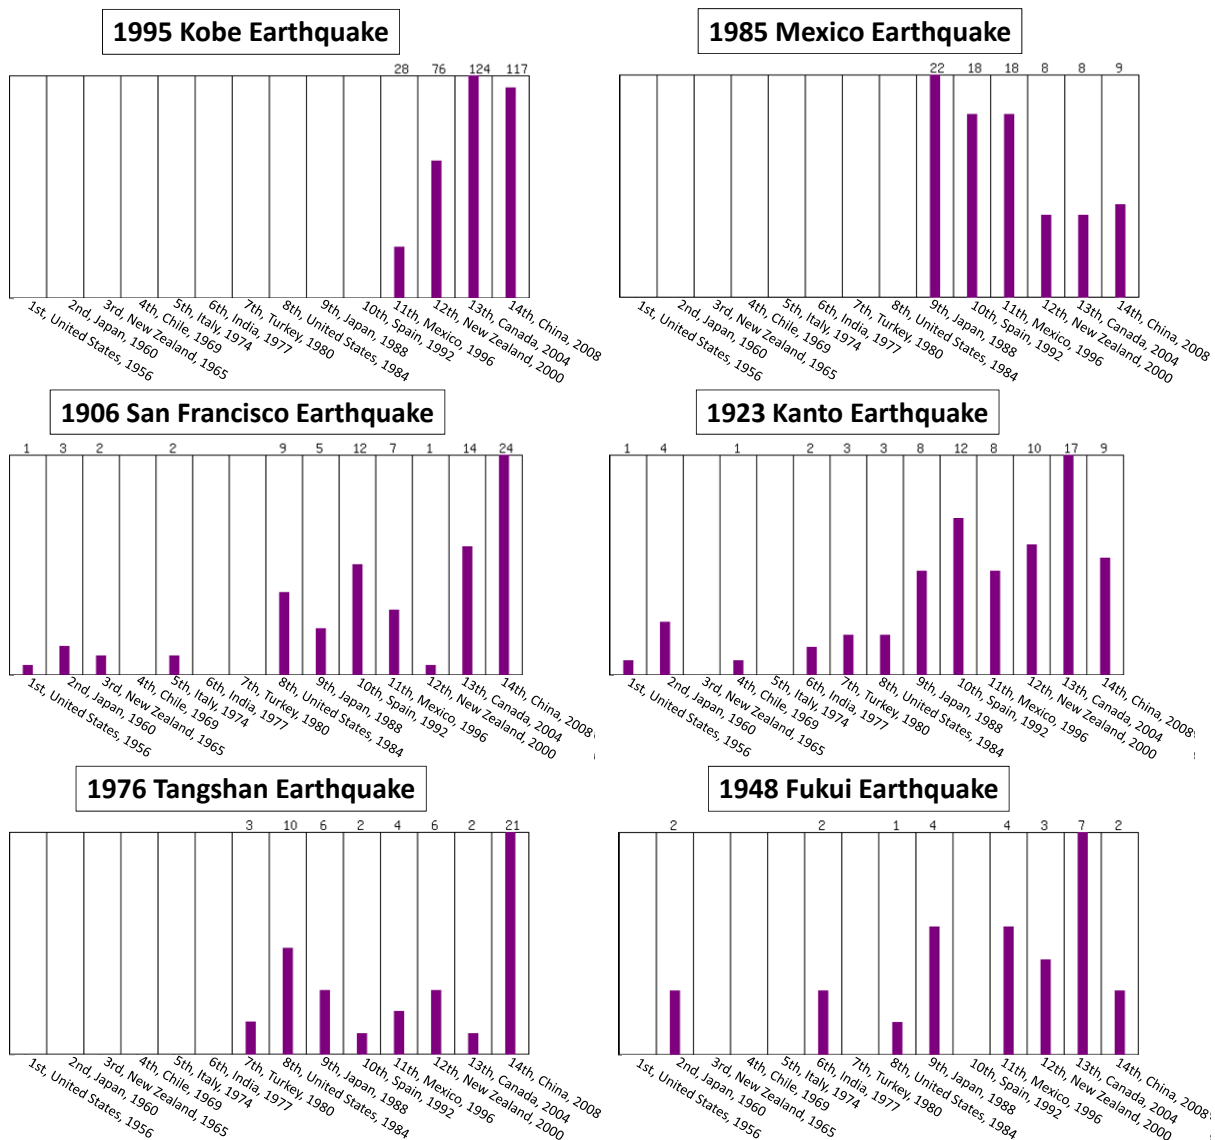 1995 Kobe Earthquake
28 76 124 117
1st, United States, 1956
2nd, Japan, 1960
3rd, New Zealand, 1965
4th, Chile, 1969
5th, Italy, 1974
6th, India, 1977
7th, Turkey, 1980
8th, United States, 1984
9th, Japan, 1988
10th, Spain, 1992
11th, Mexico, 1996
12th, New Zealand, 2000
13th, Canada, 2004
14th, China, 2008
1985 Mexico Earthquake
22 18 18 8 8 9
1st, United States, 1956
2nd, Japan, 1960
3rd, New Zealand, 1965
4th, Chile, 1969
5th, Italy, 1974
6th, India, 1977
7th, Turkey, 1980
8th, United States, 1984
9th, Japan, 1988
10th, Spain, 1992
11th, Mexico, 1996
12th, New Zealand, 2000
13th, Canada, 2004
14th, China, 2008
1906 San Francisco Earthquake
1 3 2 2 9 5 12 7 1 14 24
1st, United States, 1956
2nd, Japan, 1960
3rd, New Zealand, 1965
4th, Chile, 1969
5th, Italy, 1974
6th, India, 1977
7th, Turkey, 1980
8th, United States, 1984
9th, Japan, 1988
10th, Spain, 1992
11th, Mexico, 1996
12th, New Zealand, 2000
13th, Canada, 2004
14th, China, 2008
1923 Kanto Earthquake
1 4 1 2 3 3 8 12 8 10 17 9
1st, United States, 1956
2nd, Japan, 1960
3rd, New Zealand, 1965
4th, Chile, 1969
5th, Italy, 1974
6th, India, 1977
7th, Turkey, 1980
8th, United States, 1984
9th, Japan, 1988
10th, Spain, 1992
11th, Mexico, 1996
12th, New Zealand, 2000
13th, Canada, 2004
14th, China, 2008
1976 Tangshan Earthquake
3 10 6 2 4 6 2 21
1st, United States, 1956
2nd, Japan, 1960
3rd, New Zealand, 1965
4th, Chile, 1969
5th, Italy, 1974
6th, India, 1977
7th, Turkey, 1980
8th, United States, 1984
9th, Japan, 1988
10th, Spain, 1992
11th, Mexico, 1996
12th, New Zealand, 2000
13th, Canada, 2004
14th, China, 2008
1948 Fukui Earthquake
2 2 1 4 4 3 7 2
1st, United States, 1956
2nd, Japan, 1960
3rd, New Zealand, 1965
4th, Chile, 1969
5th, Italy, 1974
6th, India, 1977
7th, Turkey, 1980
8th, United States, 1984
9th, Japan, 1988
10th, Spain, 1992
11th, Mexico, 1996
12th, New Zealand, 2000
13th, Canada, 2004
14th, China, 2008